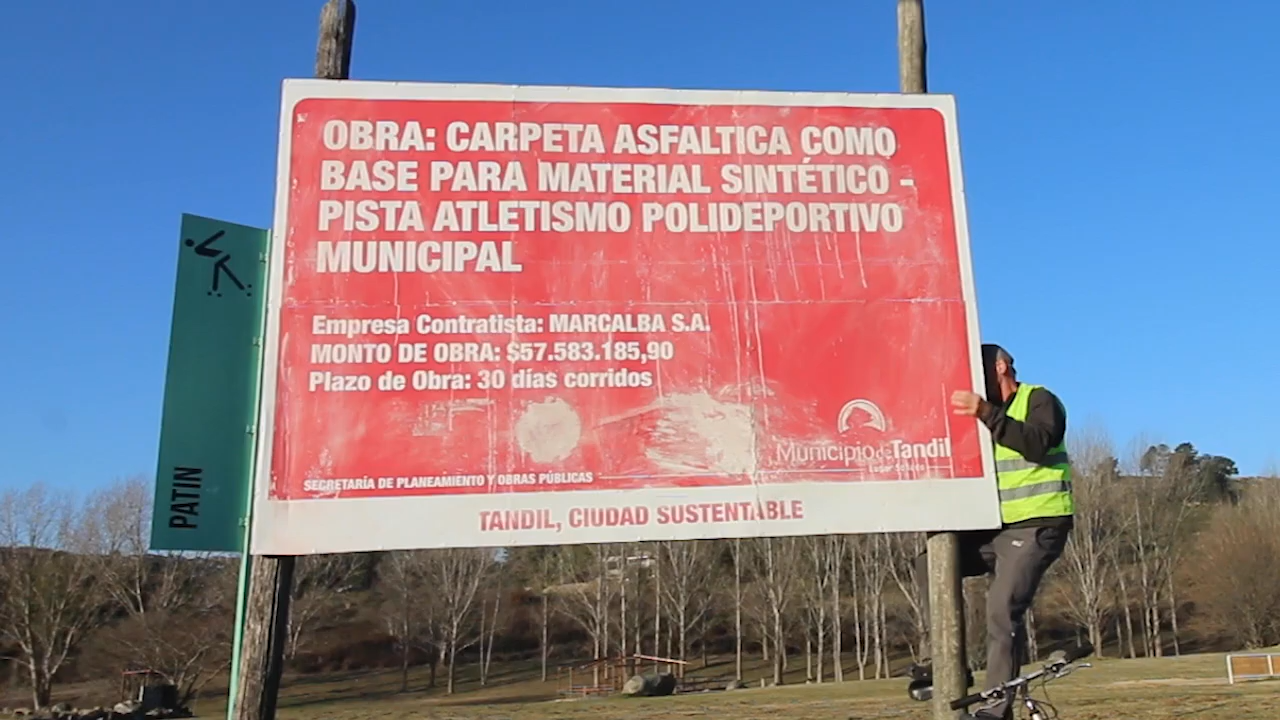 OBRA: CARPETA ASFALTICA COMO
BASE PARA MATERIAL SINTÉTICO -
PISTA ATLETISMO POLIDEPORTIVO
MUNICIPAL
Empresa Contratista: MARCALBA S.A.
MONTO DE OBRA: $57.583.185,90
Plazo de Obra: 30 días corridos
Municipio de Tandil
SECRETARÍA DE PLANEAMIENTO Y OBRAS PÚBLICAS
TANDIL, CIUDAD SUSTENTABLE
PATIN